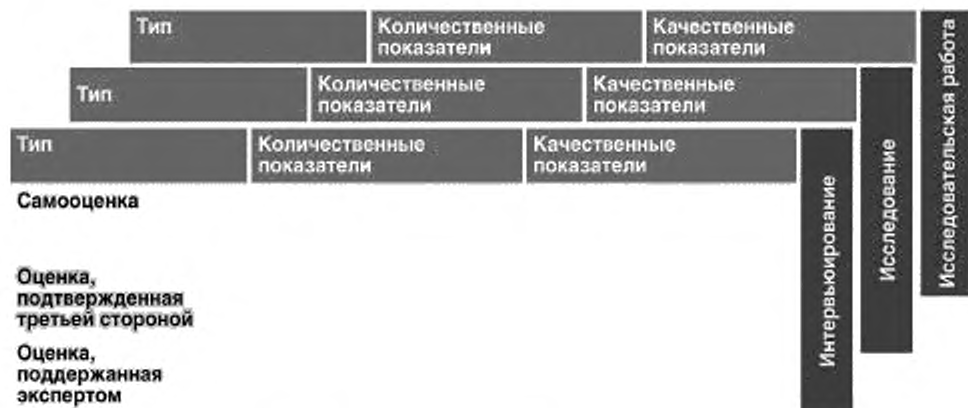 Тип
Количественные
показатели
Качественные
показатели
Исследовательская работа
Тип
Количественные
показатели
Качественные
показатели
Исследование
Тип
Количественные
показатели
Качественные
показатели
Интервьюирование
Самооценка
Оценка,
подтвержденная
третьей стороной
Оценка,
поддержанная
экспертом